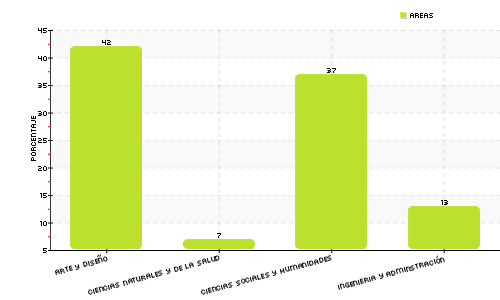 AREAS
45
42
40
37
35
30
25
20
15
13
10
7
5
PORCENTAJE
ARTE Y DISEÑO
CIENCIAS NATURALES Y DE LA SALUD
CIENCIAS SOCIALES Y HUMANIDADES
INGENIERIA Y ADMINSTRACIÓN